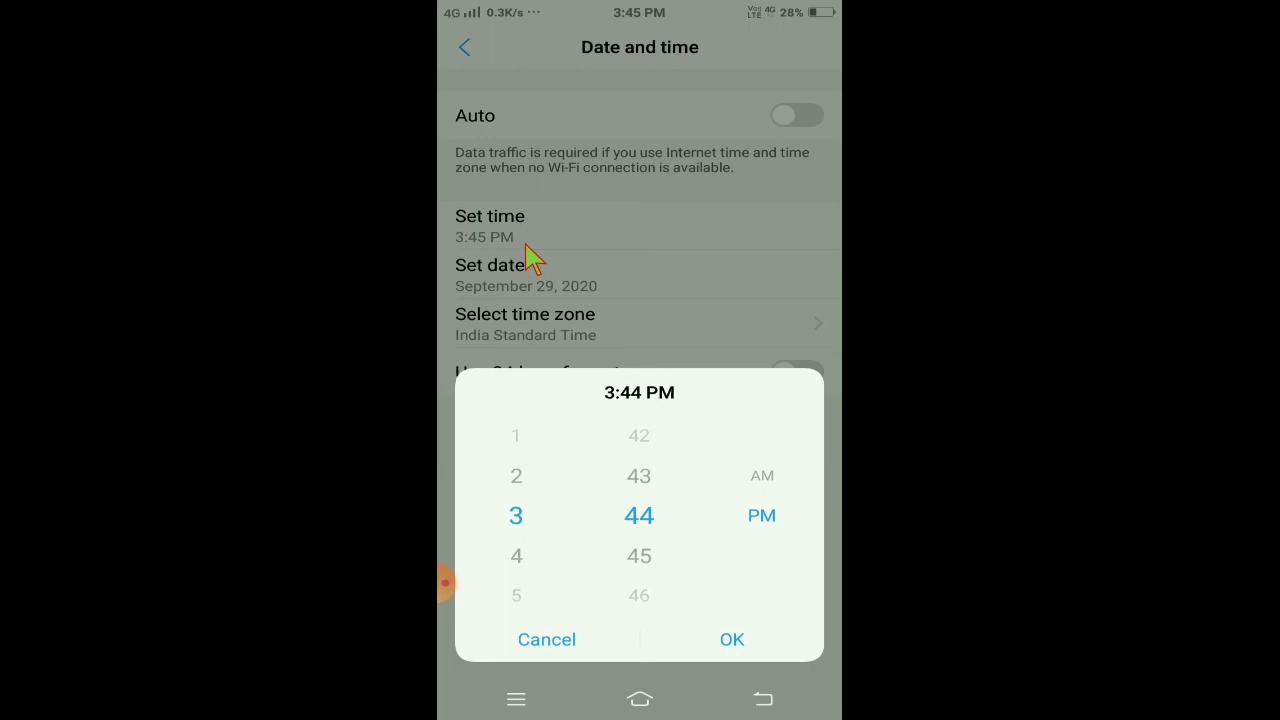 4G 0.3K/s ... 3:45 PM VoD LTE 4G 28%
Date and time
Auto
Data traffic is required if you use Internet time and time
zone when no Wi-Fi connection is available.
Set time
3:45 PM
Set date
September 29, 2020
Select time zone
India Standard Time
3:44 PM
1 42
2 43 AM
3 44 PM
4 45
5 46
Cancel OK